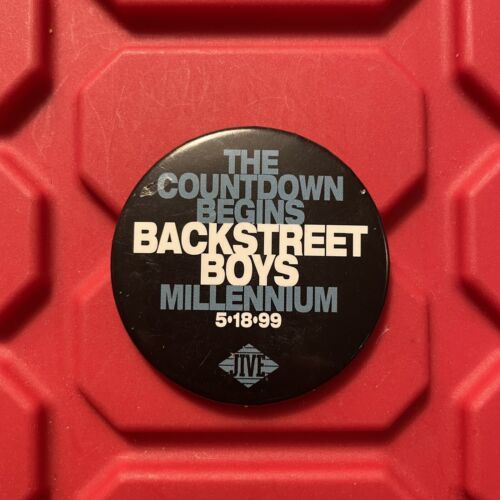 THE
COUNTDOWN
BEGINS
BACKSTREET
BOYS
MILLENNIUM
5•18•99
JIVE